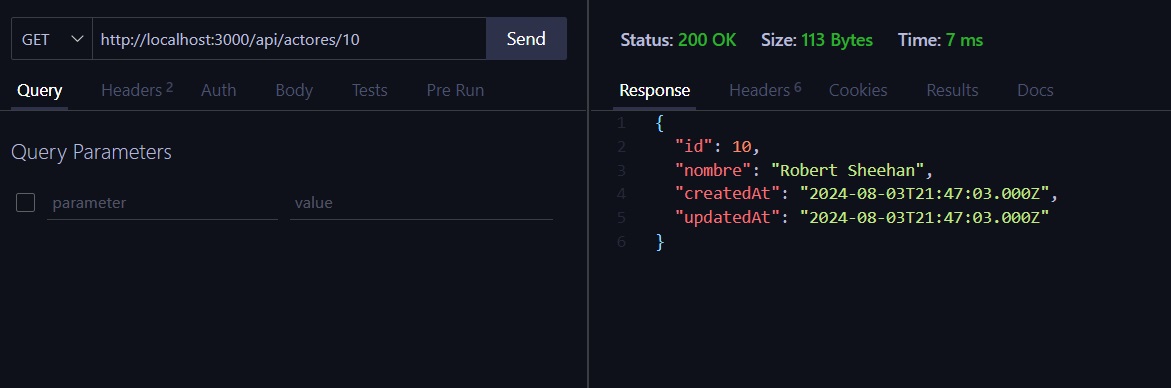 GET http://localhost:3000/api/actores/10 Send
Query Headers 2 Auth Body Tests Pre Run
Query Parameters
parameter value
Status: 200 OK Size: 113 Bytes Time: 7 ms
Response Headers 6 Cookies Results Docs
1 {
2 "id": 10,
3 "nombre": "Robert Sheehan",
4 "createdAt": "2024-08-03T21:47:03.000Z",
5 "updatedAt": "2024-08-03T21:47:03.000Z"
6 }